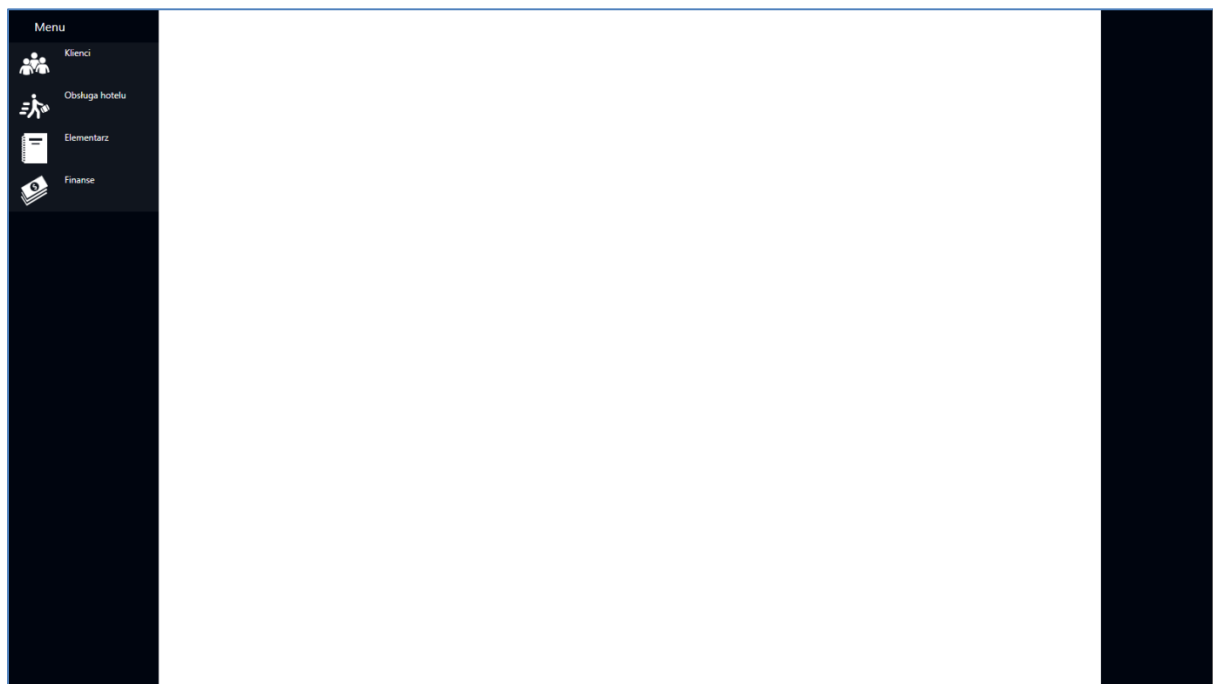 Menu
Klienci
Obsługa hotelu
Elementarz
Finanse